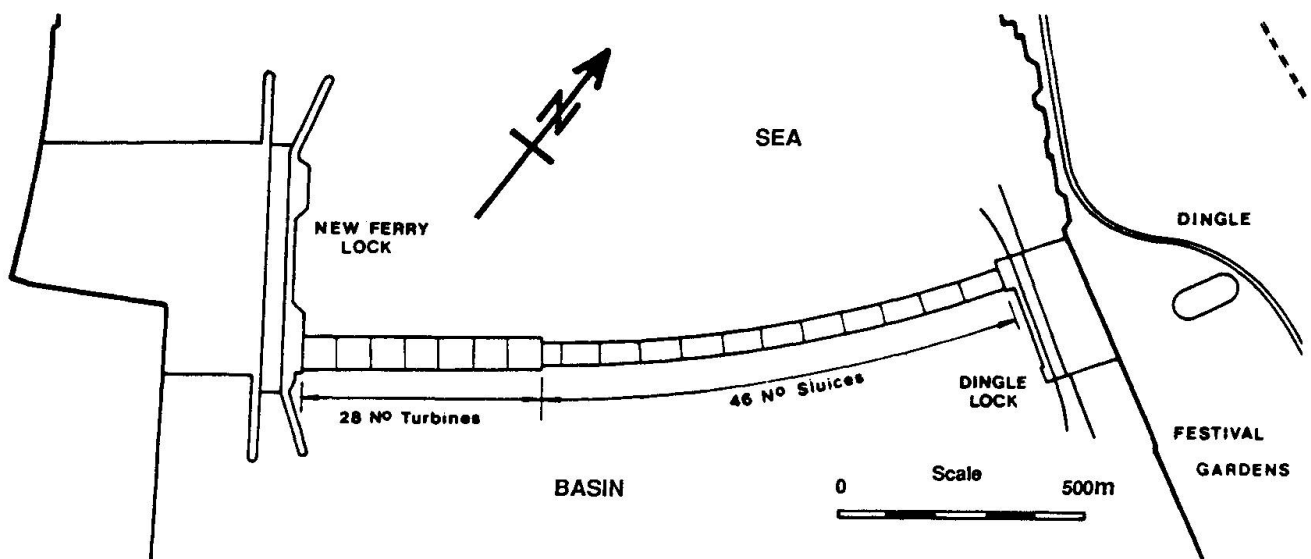 N
SEA
DINGLE
NEW FERRY
LOCK
28 Nº Turbines
46 Nº Sluices
DINGLE
LOCK
FESTIVAL
GARDENS
BASIN
Scale
0 500m